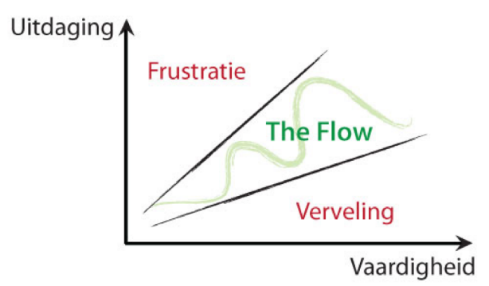 Uitdaging
Frustratie
The Flow
Verveling
Vaardigheid